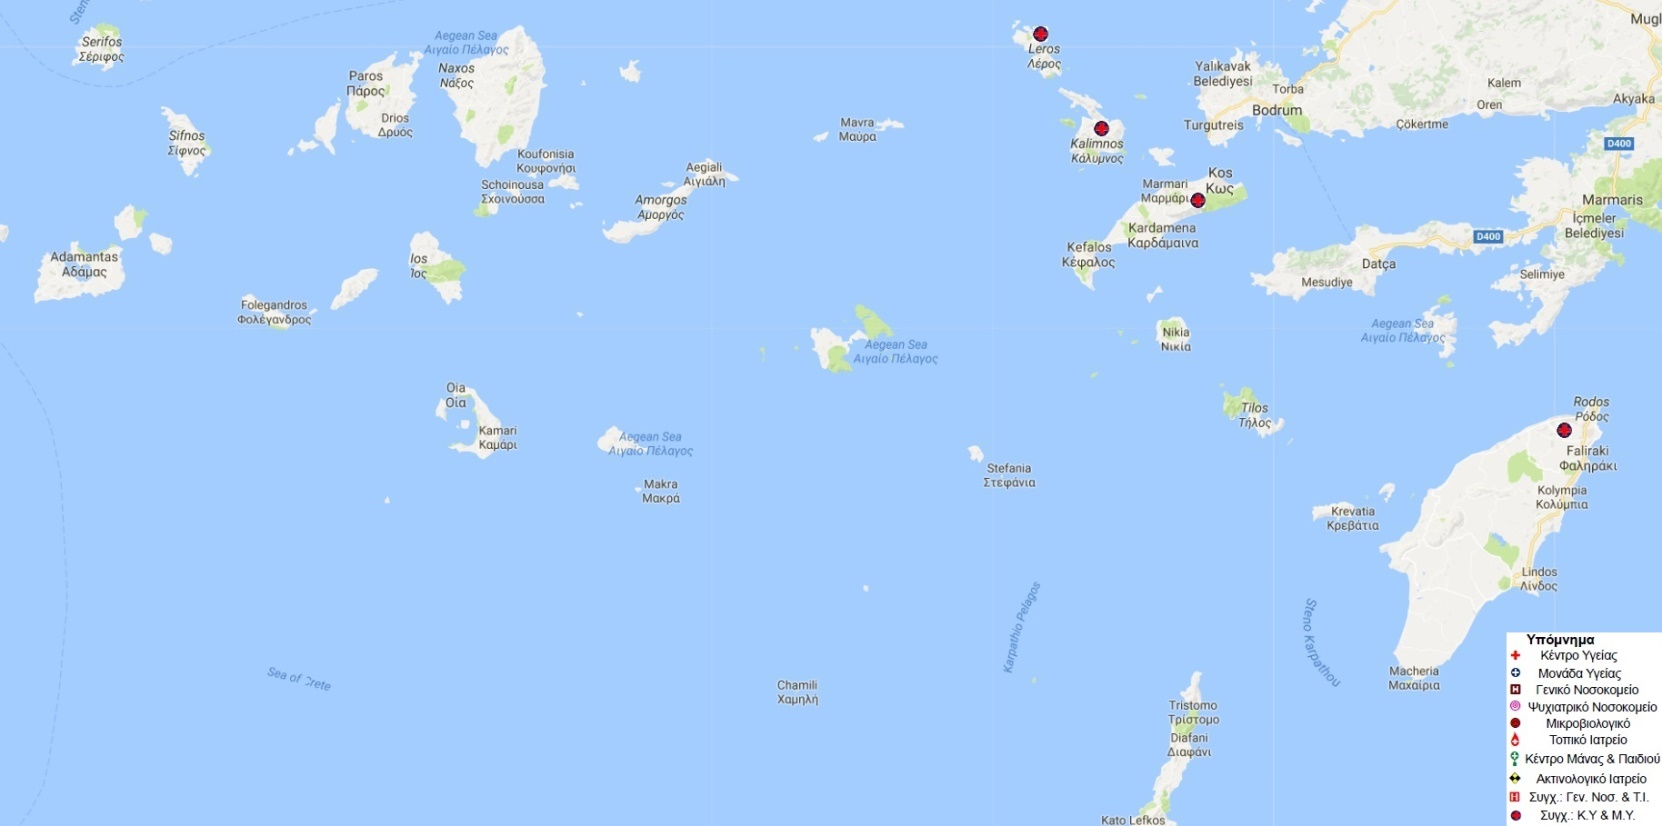 Sten
Serifos
Σέριφος
Aegean Sea
Αιγαίο Πέλαγος
Paros
Πάρος
Naxos
Νάξος
Drios
Δρυός
Sifnos
Σίφνος
Koufonisia
Κουφονήσι
Schoinousa
Σχοινούσσα
Aegiali
Αιγιάλη
Amorgos
Αμοργός
Mavra
Μαύρα
Leros
Λέρος
Kalimnos
Κάλυμνος
Kos
Κως
Marmari
Μαρμάρι
Kardamena
Καρδάμαινα
Kefalos
Κέφαλος
Yalıkavak
Belediyesi
Torba
Bodrum
Turgutreis
Mugl
Kalem
Oren
Akyaka
Çökertme
D400
Marmaris
İçmeler
Belediyesi
D400
Datça
Mesudiye
Selimiye
Adamantas
Αδάμας
Ios
Ίος
Folegandros
Φολέγανδρος
Aegean Sea
Αιγαίο Πέλαγος
Nikia
Νικία
Aegean Sea
Αιγαίο Πέλαγος
Oia
Οία
Kamari
Καμάρι
Aegean Sea
Αιγαίο Πέλαγος
Makra
Μακρά
Stefania
Στεφάνια
Tilos
Τήλος
Rodos
Ρόδος
Faliraki
Φαληράκι
Kolympia
Κολύμπια
Krevatia
Κρεβάτια
Lindos
Λίνδος
Karpathio Pelagos
Steno Karpathou
Sea of Crete
Chamili
Χαμηλή
Macheria
Μαχαίρια
Tristomo
Τρίστομο
Diafani
Διαφάνι
Kato Lefkos
Υπόμνημα
Κέντρο Υγείας
Μονάδα Υγείας
Γενικό Νοσοκομείο
Ψυχιατρικό Νοσοκομείο
Μικροβιολογικό
Τοπικό Ιατρείο
Κέντρο Μάνας & Παιδιού
Ακτινολογικό Ιατρείο
Συγχ.: Γεν. Νοσ. & Τ.Ι.
Συγχ.: Κ.Υ & Μ.Υ.